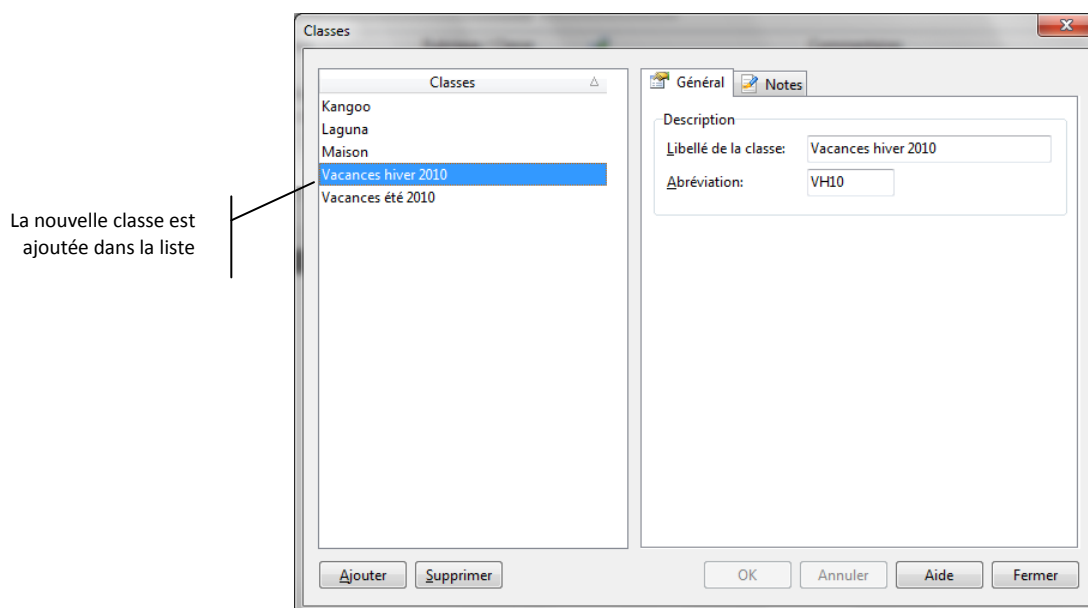 Classes
Classes
Kangoo
Laguna
Maison
Vacances hiver 2010
Vacances été 2010
La nouvelle classe est
ajoutée dans la liste
Général Notes
Description
Libellé de la classe: Vacances hiver 2010
Abréviation: VH10
Ajouter Supprimer OK Annuler Aide Fermer